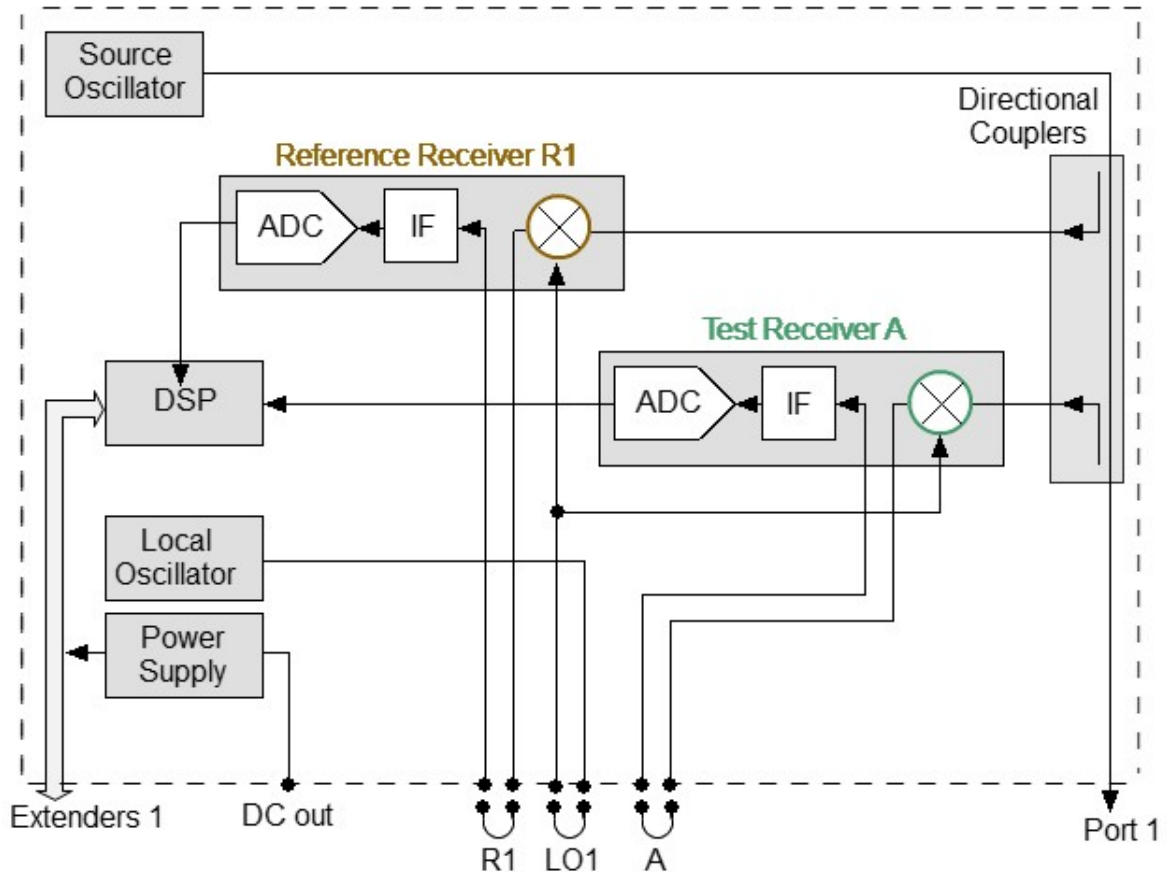 Source
Oscillator
Directional
Couplers
Reference Receiver R1
ADC
IF
Test Receiver A
DSP
ADC
IF
Local
Oscillator
Power
Supply
Extenders 1
DC out
R1
LO1
A
Port 1